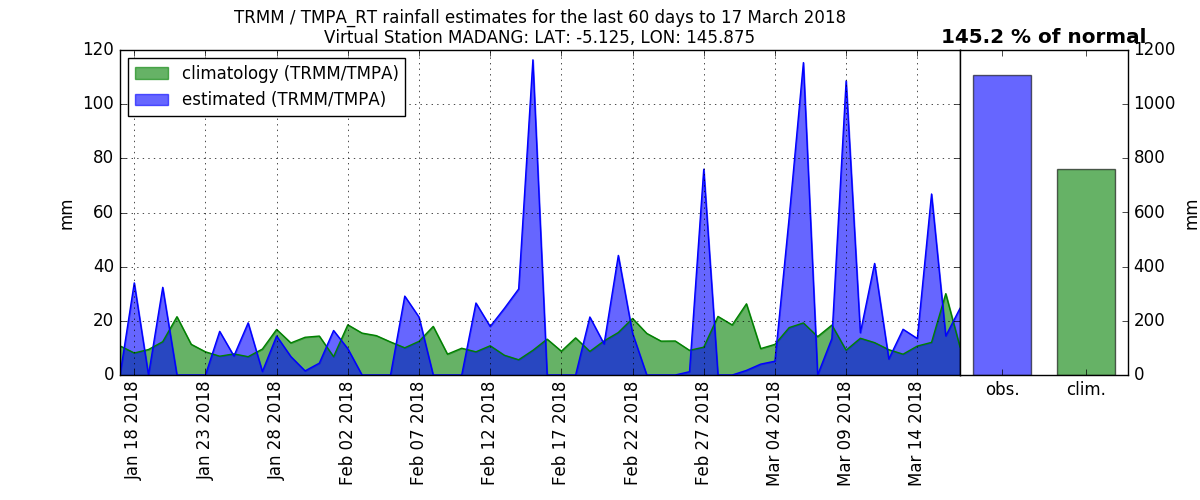 TRMM / TMPA_RT rainfall estimates for the last 60 days to 17 March 2018
Virtual Station MADANG: LAT: -5.125, LON: 145.875
145.2 % of normal
climatology (TRMM/TMPA)
estimated (TRMM/TMPA)
120
100
80
60
40
20
0
mm
1200
1000
800
600
400
200
0
mm
Jan 18 2018
Jan 23 2018
Jan 28 2018
Feb 02 2018
Feb 07 2018
Feb 12 2018
Feb 17 2018
Feb 22 2018
Feb 27 2018
Mar 04 2018
Mar 09 2018
Mar 14 2018
obs.
clim.